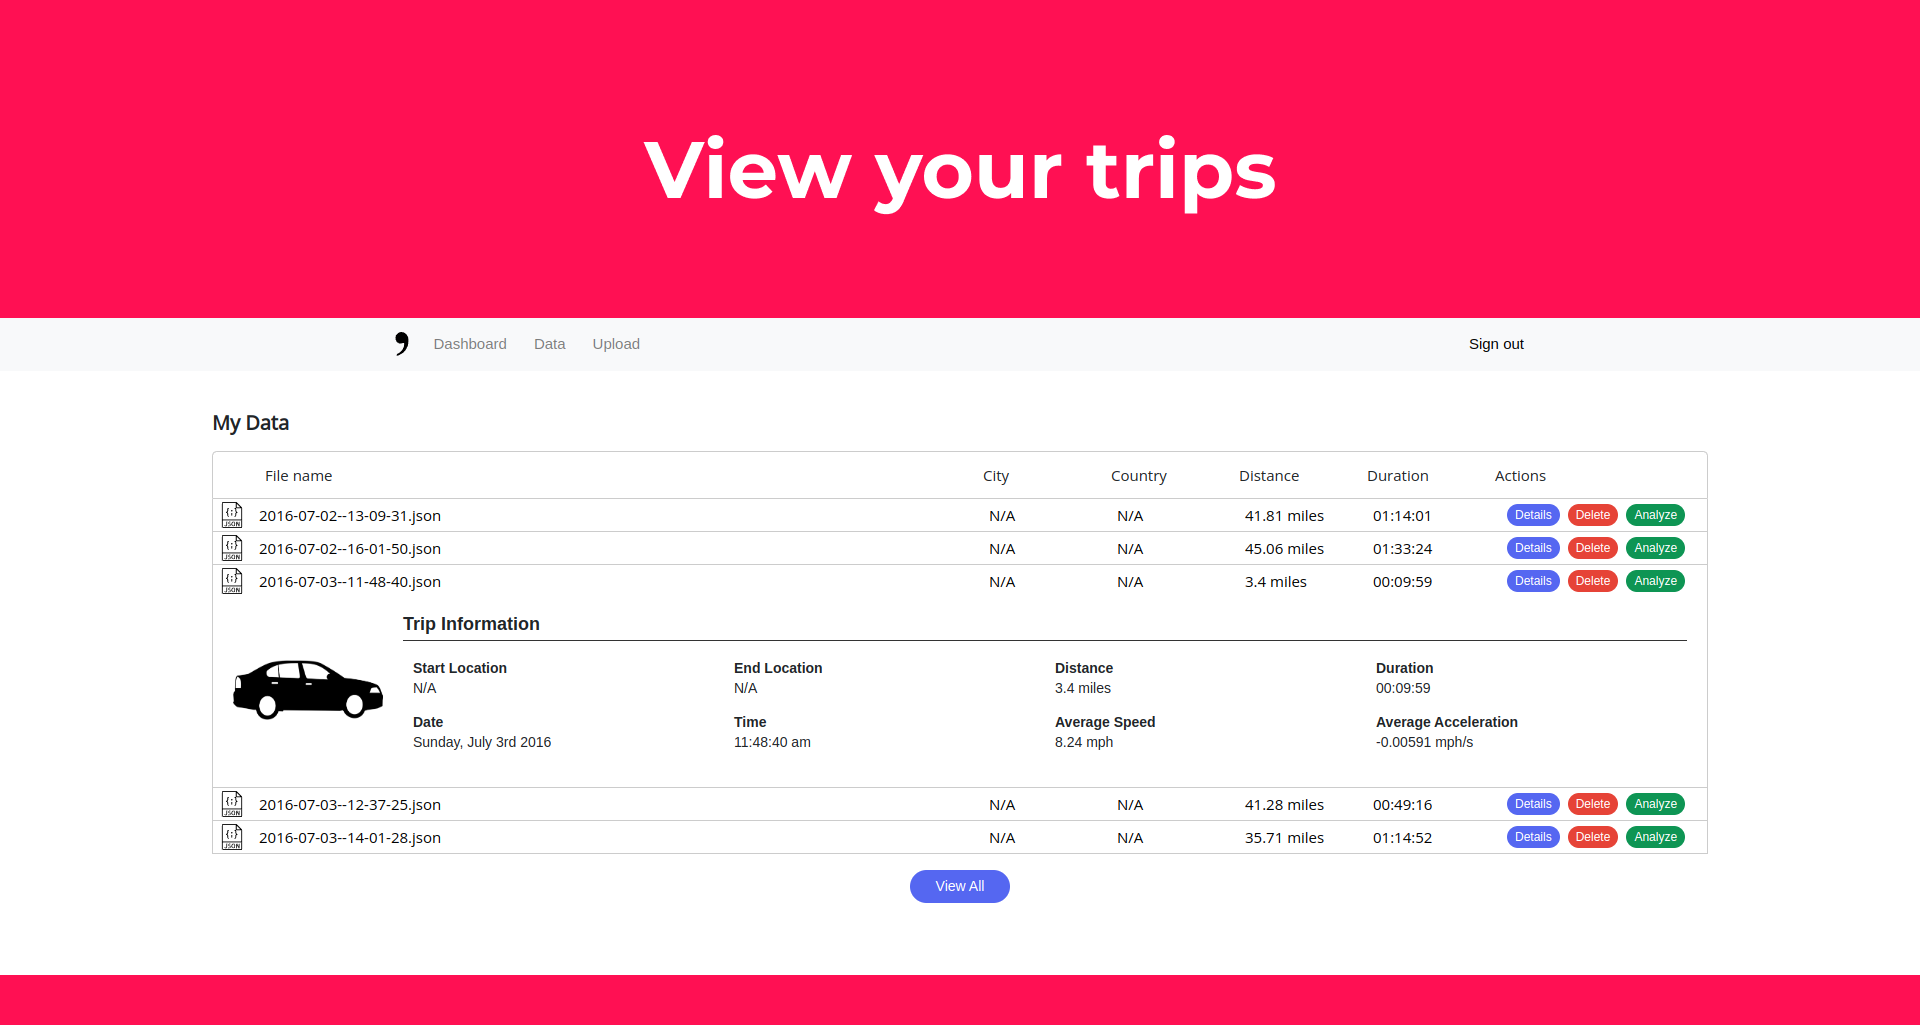 View your trips
Dashboard Data Upload Sign out
My Data
File name City Country Distance Duration Actions
{;} JSON 2016-07-02--13-09-31.json N/A N/A 41.81 miles 01:14:01 Details Delete Analyze
{;} JSON 2016-07-02--16-01-50.json N/A N/A 45.06 miles 01:33:24 Details Delete Analyze
{;} JSON 2016-07-03--11-48-40.json N/A N/A 3.4 miles 00:09:59 Details Delete Analyze
Trip Information
Start Location End Location Distance Duration
N/A N/A 3.4 miles 00:09:59
Date Time Average Speed Average Acceleration
Sunday, July 3rd 2016 11:48:40 am 8.24 mph -0.00591 mph/s
{;} JSON 2016-07-03--12-37-25.json N/A N/A 41.28 miles 00:49:16 Details Delete Analyze
{;} JSON 2016-07-03--14-01-28.json N/A N/A 35.71 miles 01:14:52 Details Delete Analyze
View All